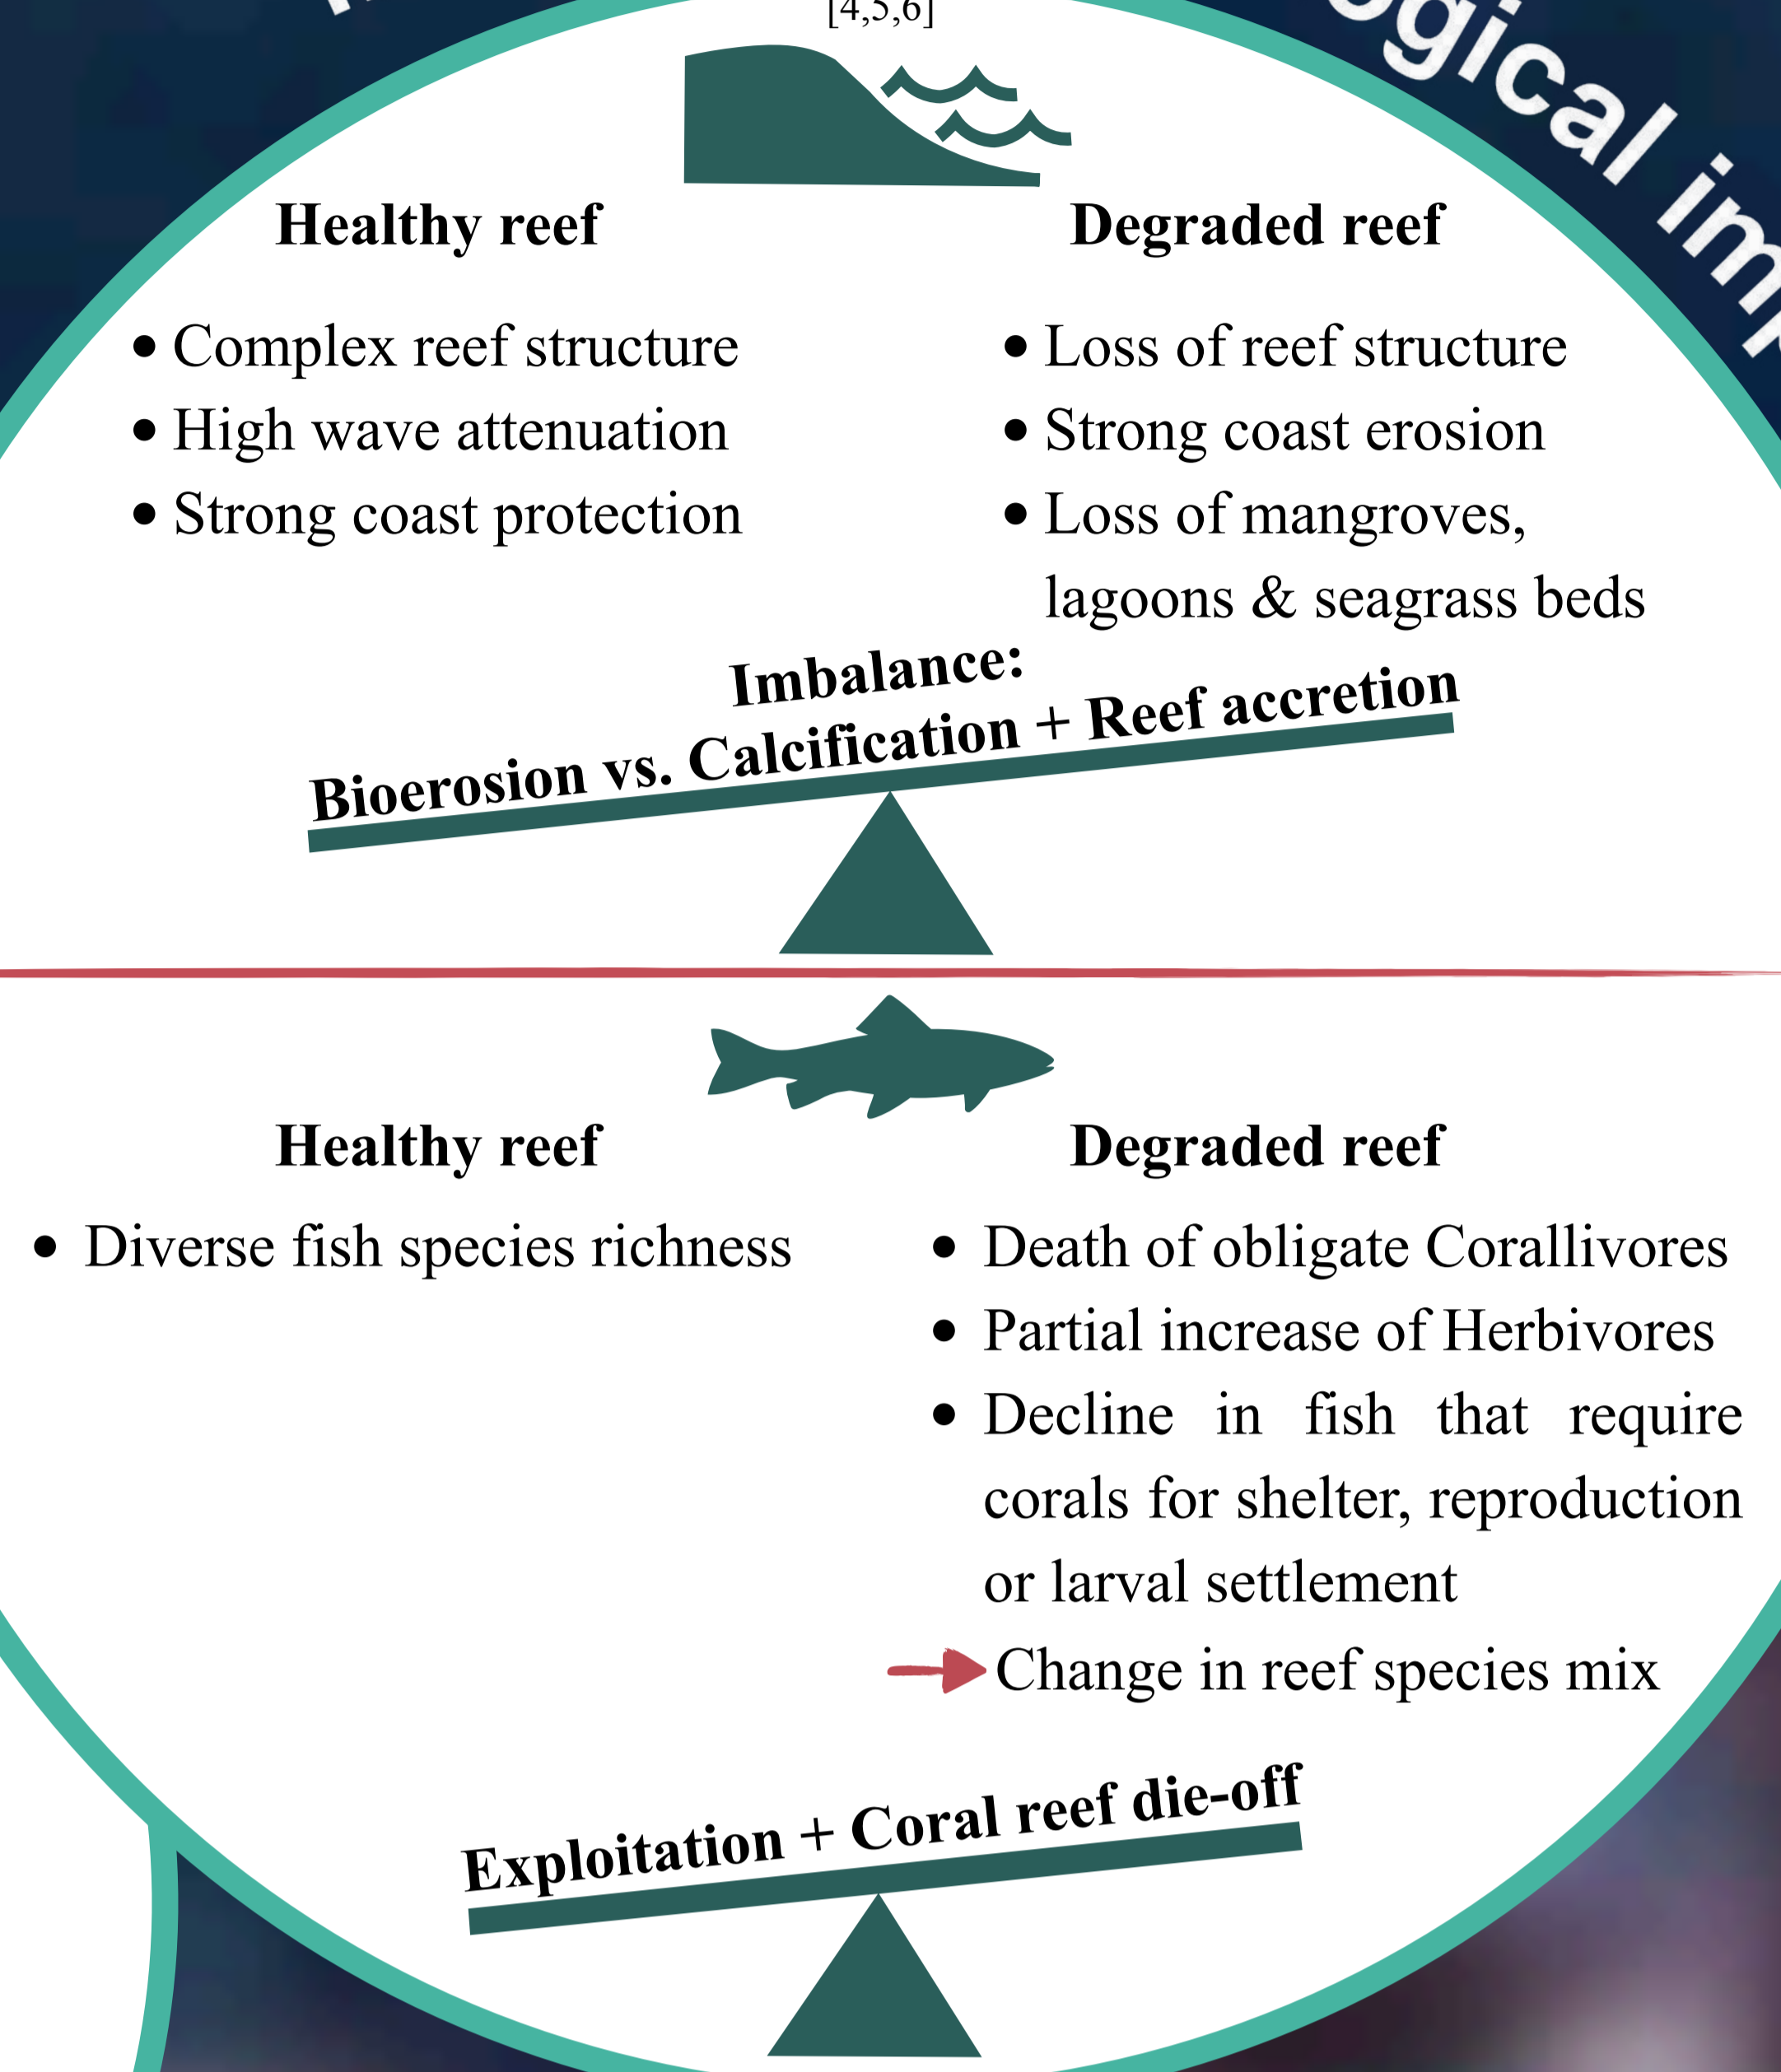 [4,5,6]
ogical imp
Healthy reef
Degraded reef
• Complex reef structure
• High wave attenuation
• Strong coast protection
• Loss of reef structure
• Strong coast erosion
• Loss of mangroves,
lagoons & seagrass beds
Imbalance:
Bioerosion vs. Calcification + Reef accretion
Healthy reef
Degraded reef
• Diverse fish species richness
• Death of obligate Corallivores
• Partial increase of Herbivores
• Decline in fish that require
corals for shelter, reproduction
or larval settlement
Change in reef species mix
Exploitation + Coral reef die-off